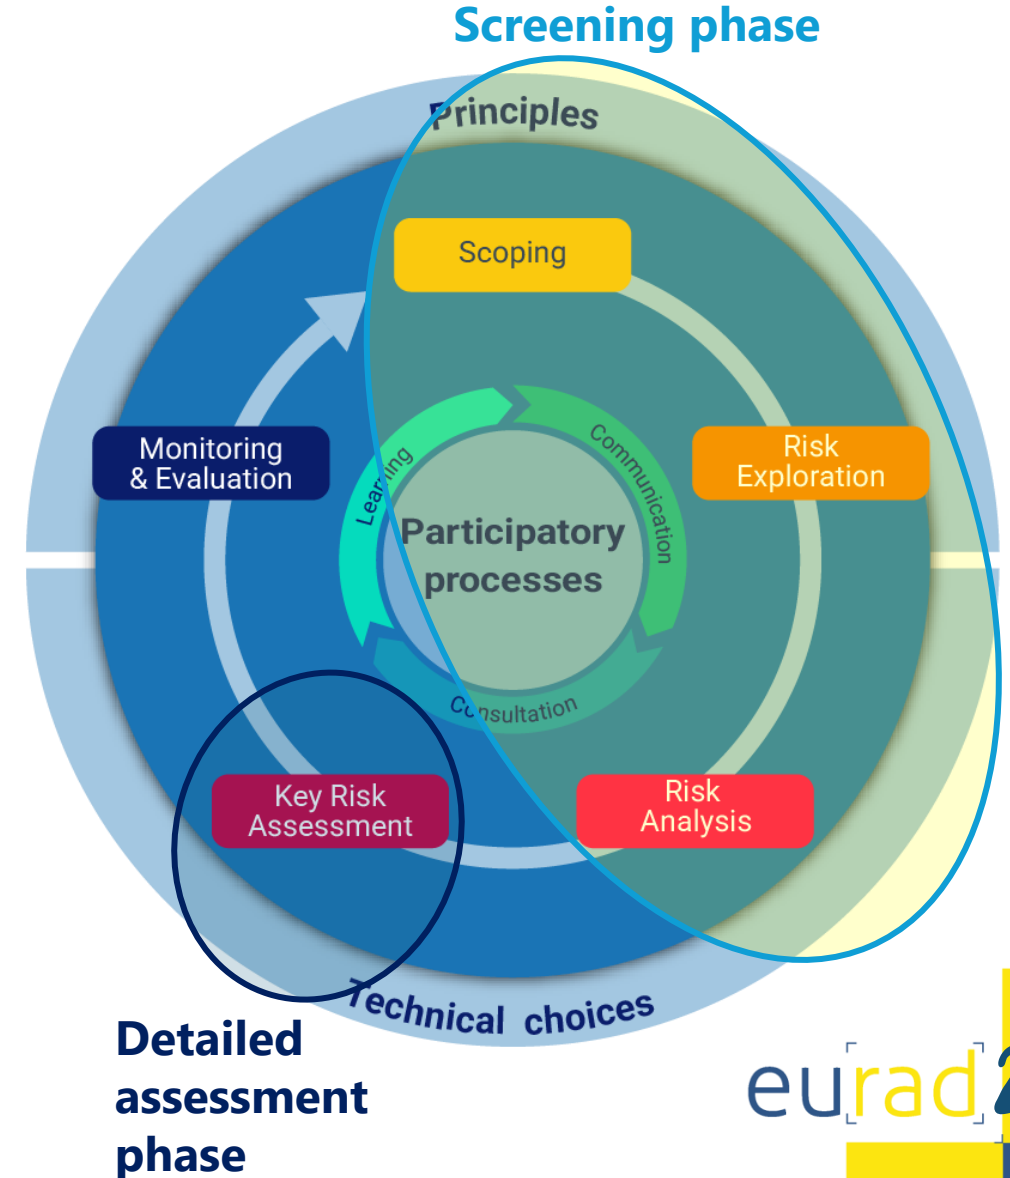 Screening phase
Principles
Scoping
Monitoring
& Evaluation
Risk
Exploration
Learning
Communication
Participatory
processes
Consultation
Key Risk
Assessment
Risk
Analysis
Technical choices
Detailed
assessment
phase
eurad